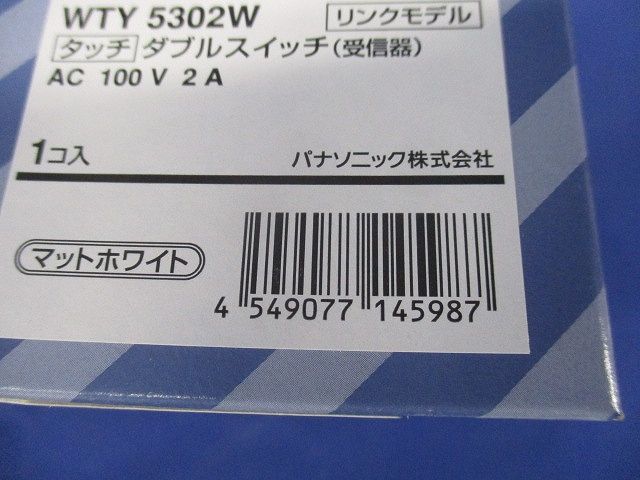 WTY 5302W リンクモデル
タッチ ダブルスイッチ(受信器)
AC 100 V 2 A
1コ入 パナソニック株式会社
マットホワイト
4 549077 145987